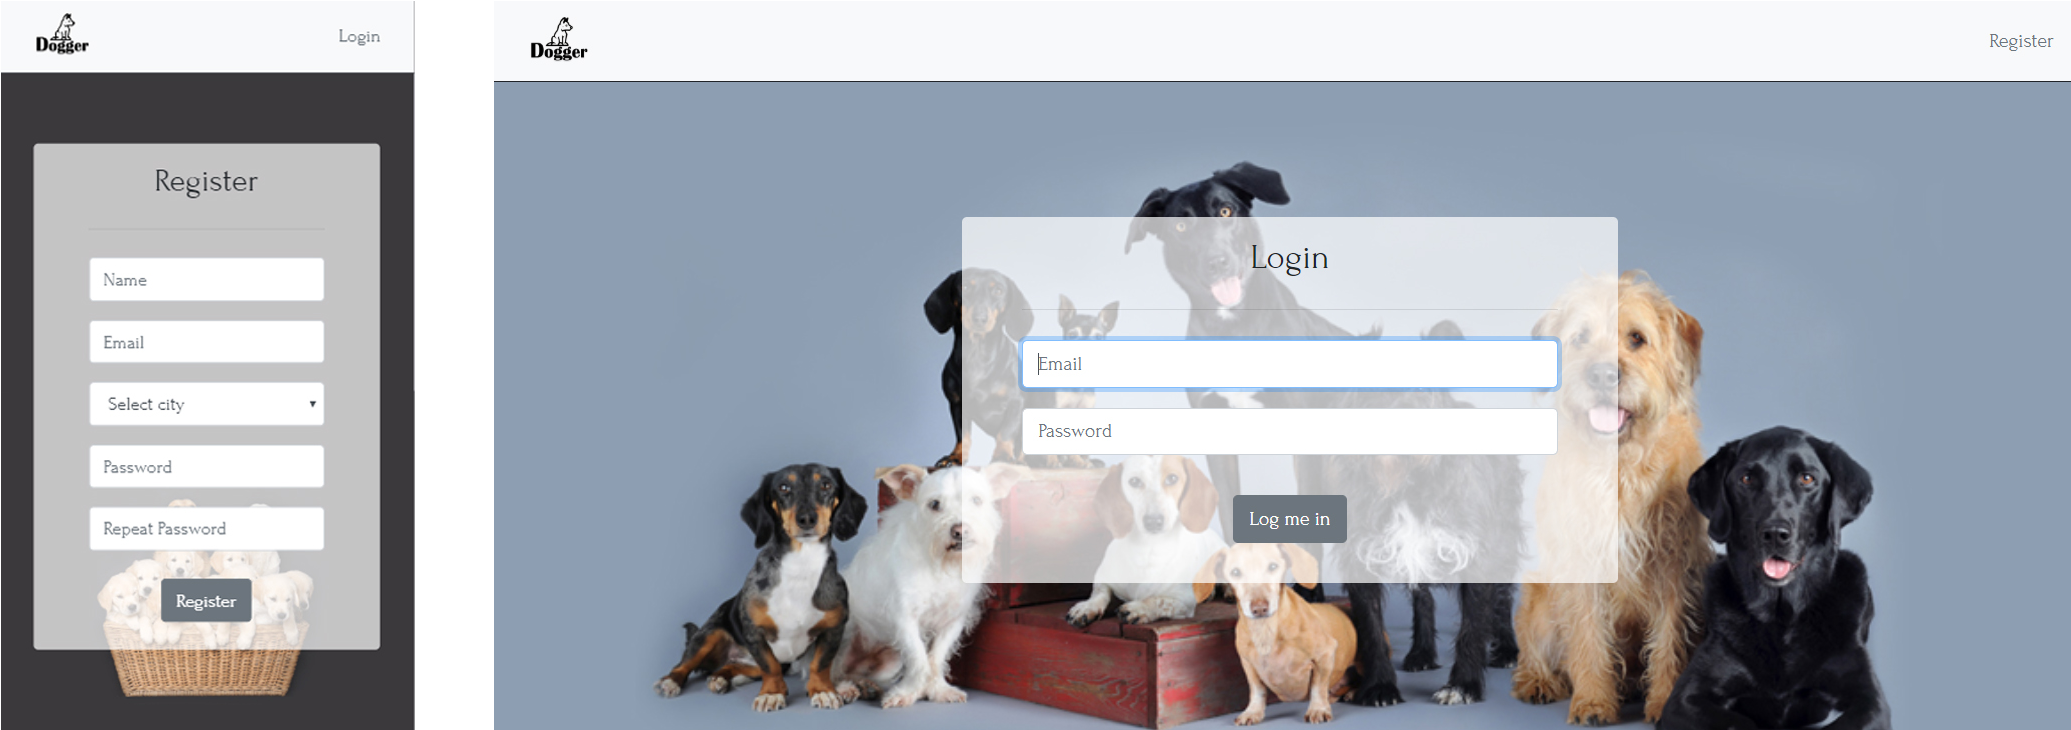 Dogger
Login
Register
Name
Email
Select city
Password
Repeat Password
Register
Dogger
Register
Login
Email
Password
Log me in